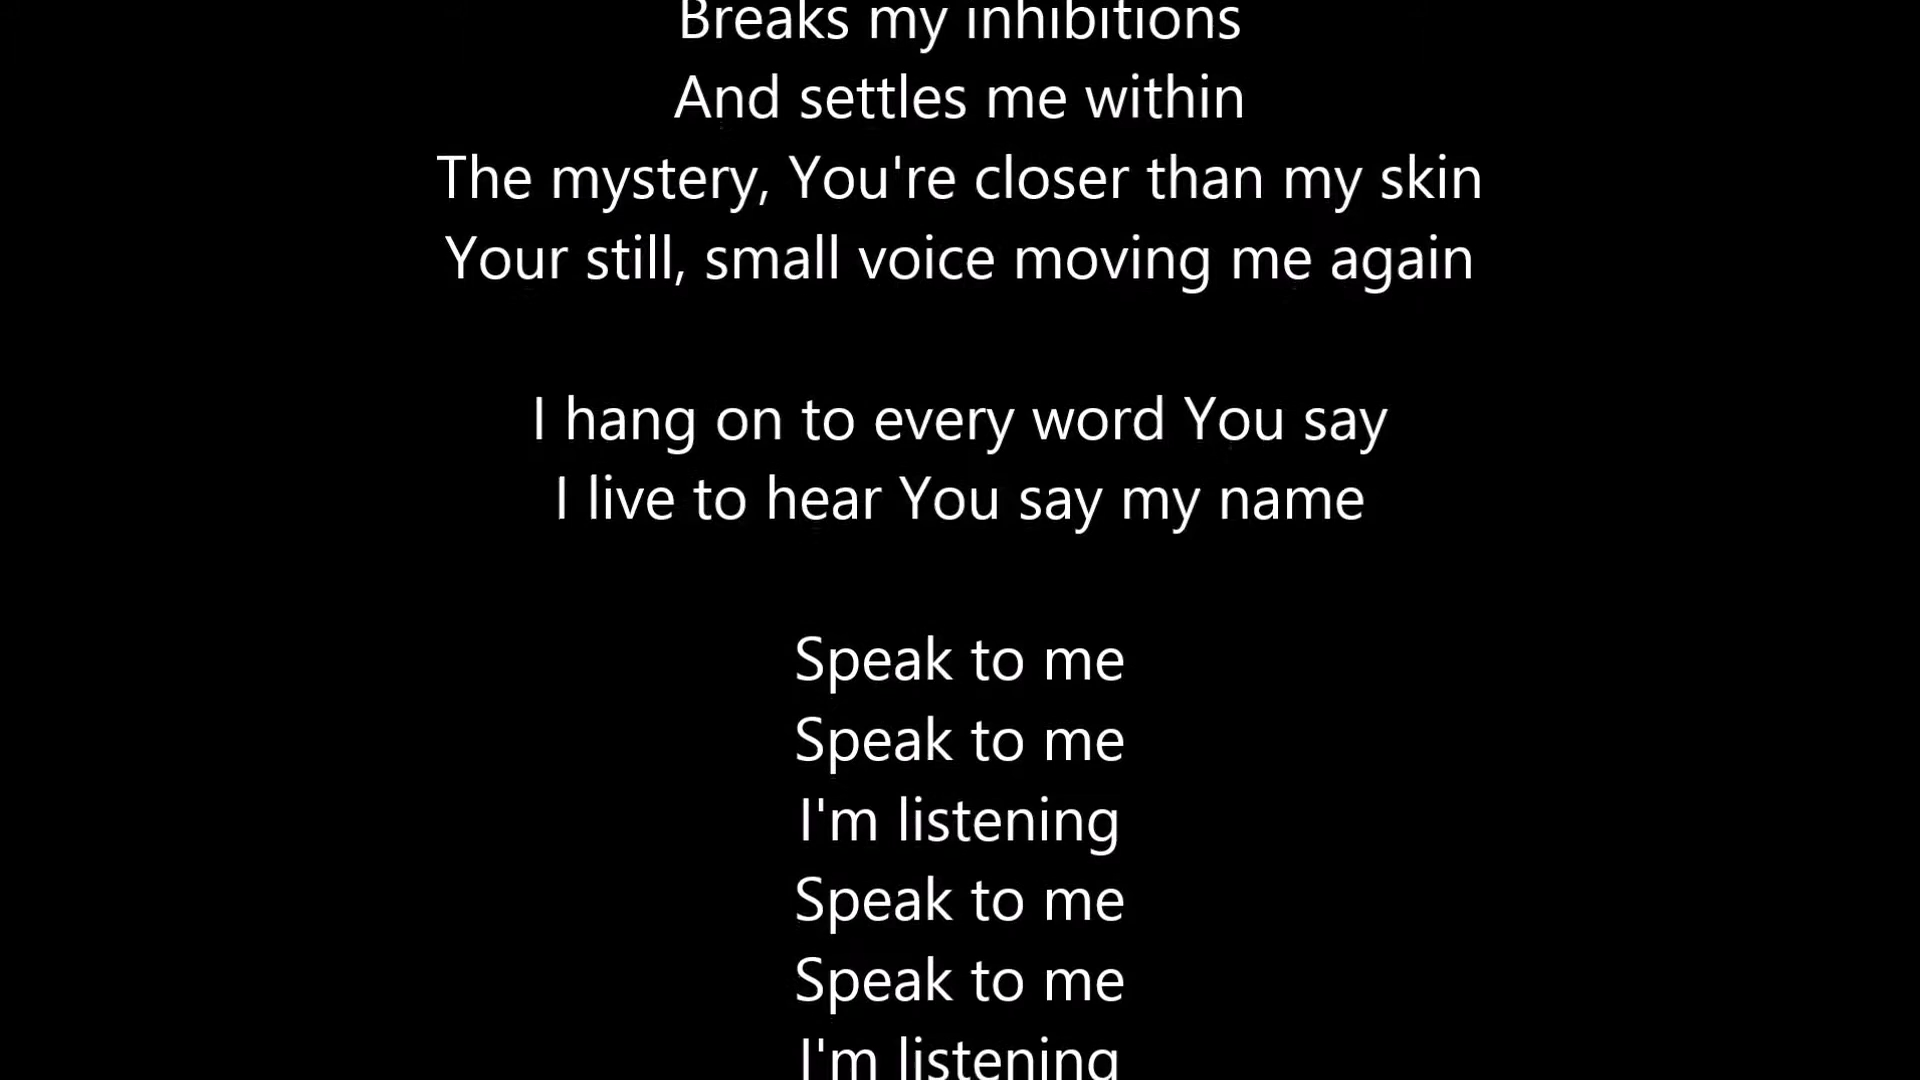 Breaks my inhibitions
And settles me within
The mystery, You're closer than my skin
Your still, small voice moving me again
I hang on to every word You say
I live to hear You say my name
Speak to me
Speak to me
I'm listening
Speak to me
Speak to me
I'm listening